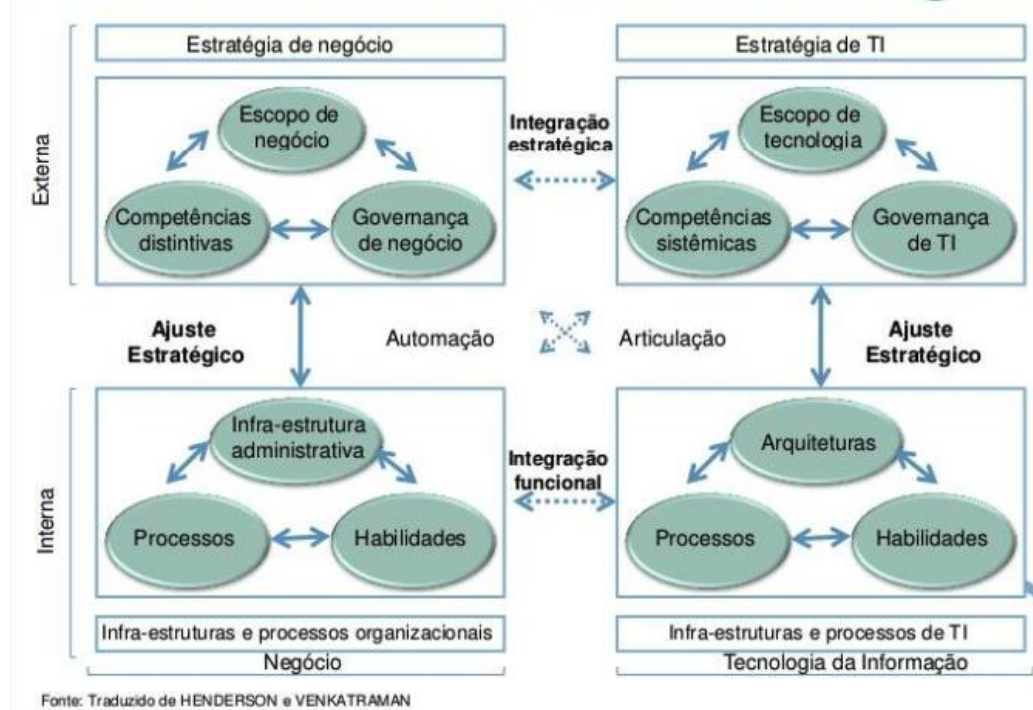 Estratégia de negócio
Estratégia de TI
Externa
Escopo de
negócio
Competências
distintivas
Governança
de negócio
Integração
estratégica
Escopo de
tecnologia
Competências
sistêmicas
Governança
de TI
Ajuste
Estratégico
Automação
Articulação
Ajuste
Estratégico
Interna
Infra-estrutura
administrativa
Processos
Habilidades
Integração
funcional
Arquiteturas
Processos
Habilidades
Infra-estruturas e processos organizacionais
Infra-estruturas e processos de TI
Negócio
Tecnologia da Informação
Fonte: Traduzido de HENDERSON e VENKATRAMAN